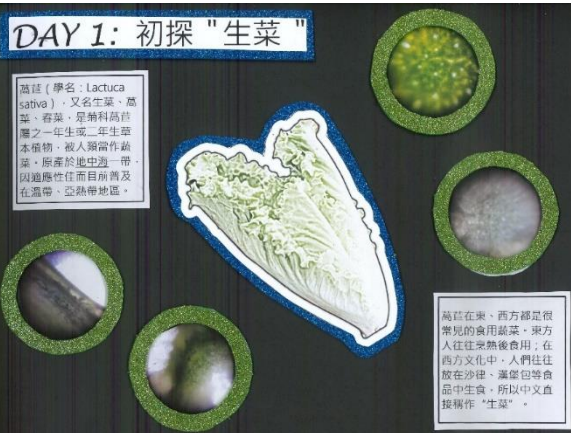 DAY 1: 初探 "生菜"
萵苣（學名：Lactuca
sativa），又名生菜、萵
菜、春菜，是菊科萵苣
屬之一年生或二年生草
本植物，被人類當作蔬
菜。原產於地中海一帶，
因適應性佳而目前普及
在溫帶、亞熱帶地區。
萵苣在東、西方都是很
常見的食用蔬菜。東方
人往往烹熟後食用；在
西方文化中，人們往往
放在沙律、漢堡包等食
品中生食，所以中文直
接稱作 "生菜" 。